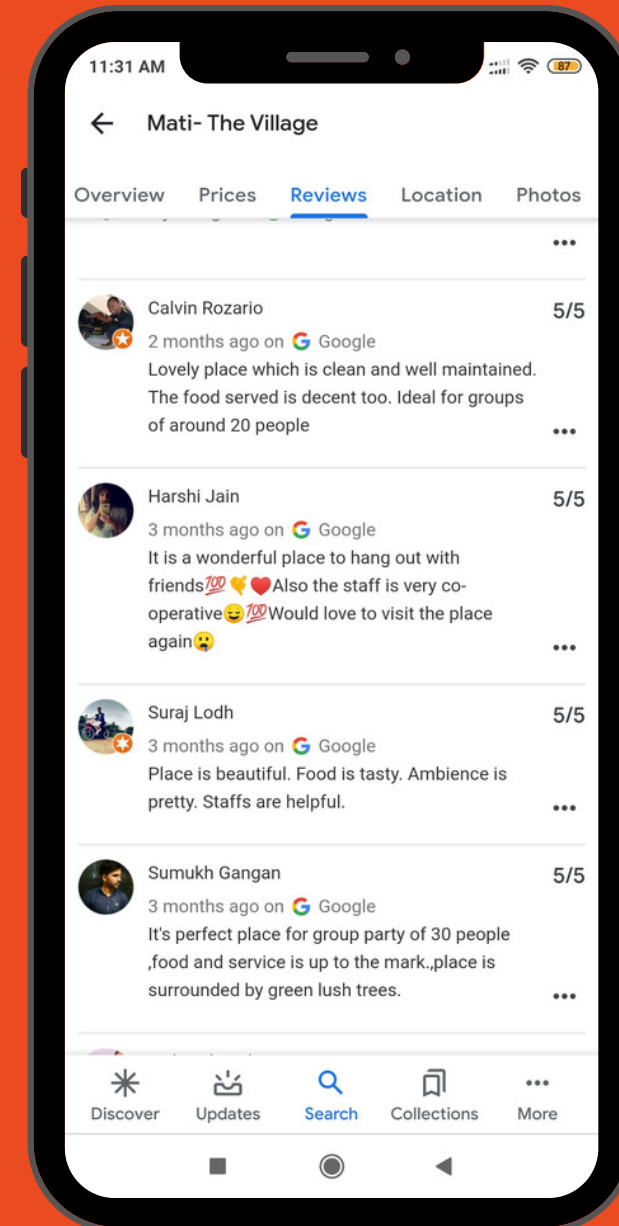 11:31 AM
87
Mati- The Village
Overview Prices Reviews Location Photos
Calvin Rozario 5/5
2 months ago on Google
Lovely place which is clean and well maintained.
The food served is decent too. Ideal for groups
of around 20 people
Harshi Jain 5/5
3 months ago on Google
It is a wonderful place to hang out with
friends💯🤙❤️Also the staff is very co-
operative😌💯Would love to visit the place
again🤐
Suraj Lodh 5/5
3 months ago on Google
Place is beautiful. Food is tasty. Ambience is
pretty. Staffs are helpful.
Sumukh Gangan 5/5
3 months ago on Google
It's perfect place for group party of 30 people
,food and service is up to the mark.,place is
surrounded by green lush trees.
Discover Updates Search Collections More